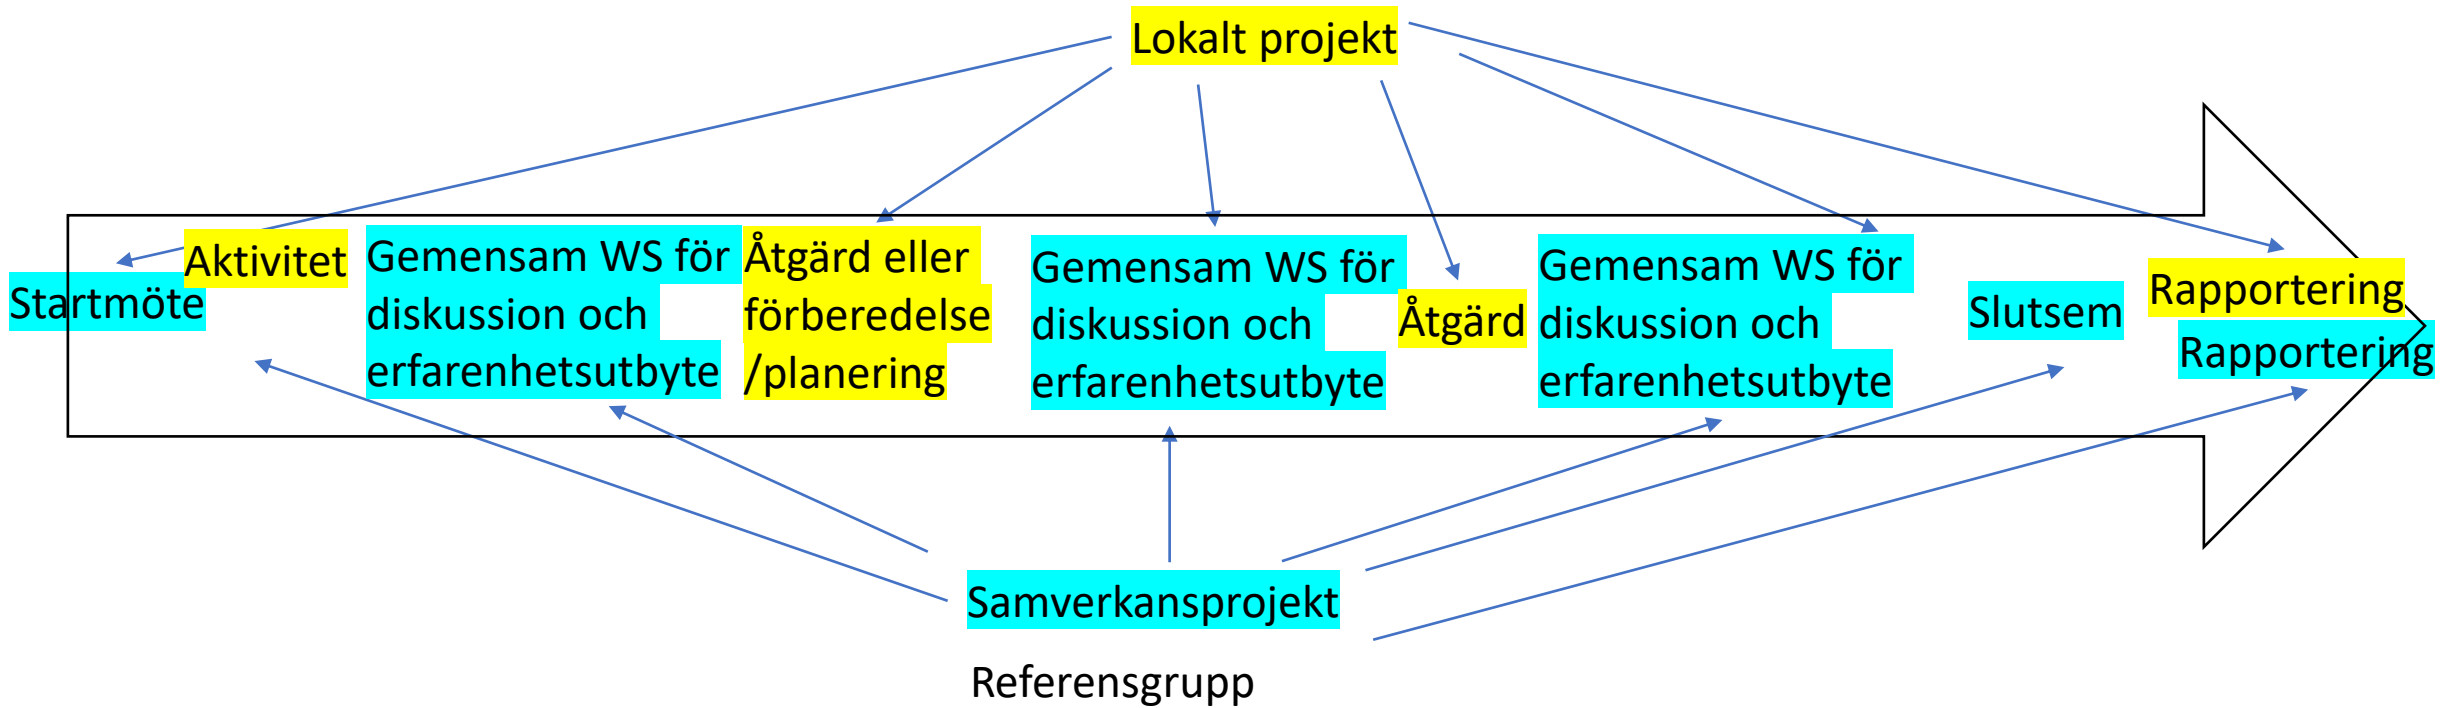 Lokalt projekt
Startmöte
Aktivitet
Gemensam WS för
diskussion och
erfarenhetsutbyte
Åtgärd eller
förberedelse
/planering
Gemensam WS för
diskussion och
erfarenhetsutbyte
Åtgärd
Gemensam WS för
diskussion och
erfarenhetsutbyte
Slutsem
Rapportering
Rapportering
Samverkansprojekt
Referensgrupp